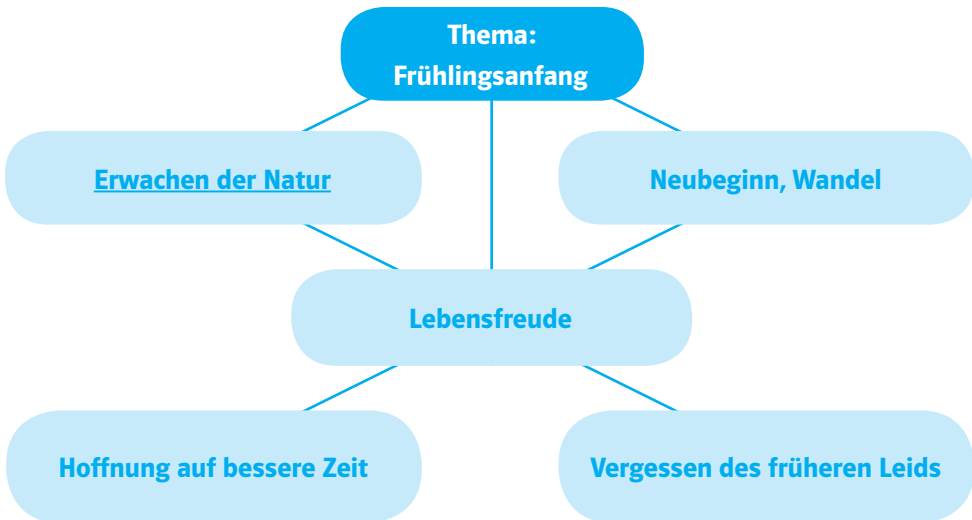 Thema:
Frühlingsanfang
Erwachen der Natur
Neubeginn, Wandel
Lebensfreude
Hoffnung auf bessere Zeit
Vergessen des früheren Leids